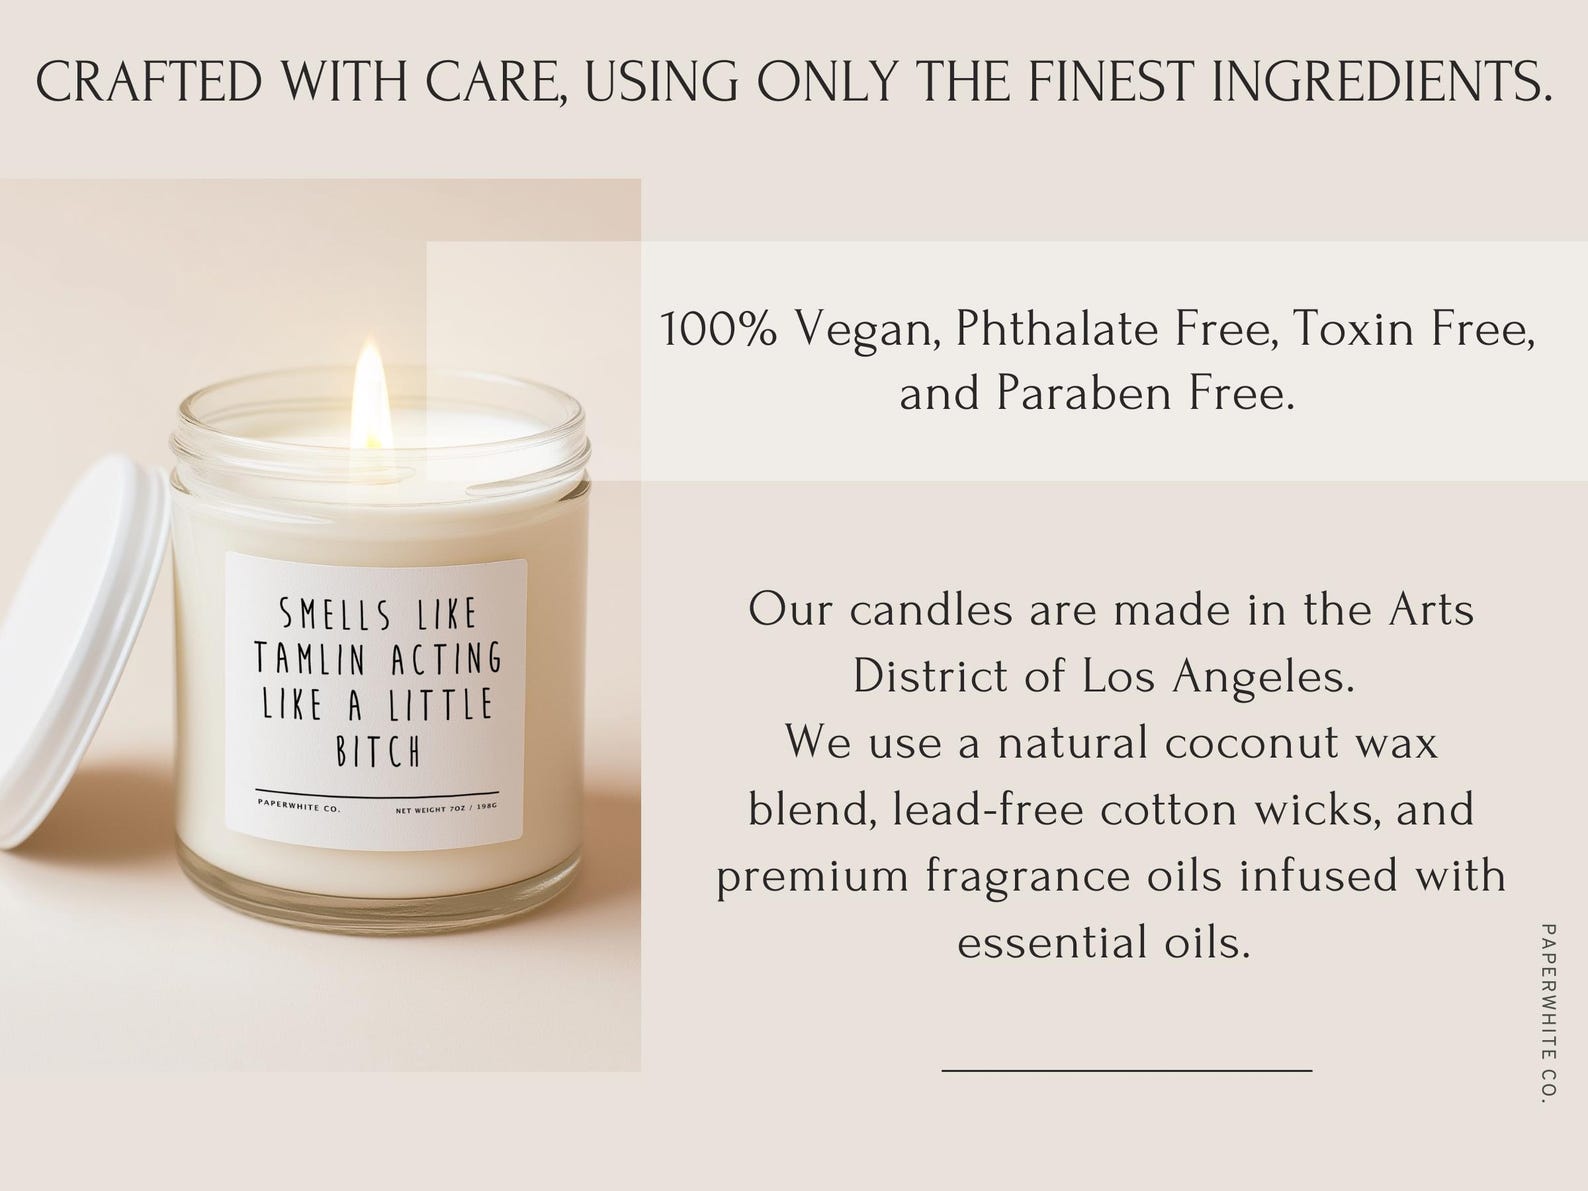 CRAFTED WITH CARE, USING ONLY THE FINEST INGREDIENTS.
100% Vegan, Phthalate Free, Toxin Free,
and Paraben Free.
SMELLS LIKE
TAMLIN ACTING
LIKE A LITTLE
BITCH
PAPERWHITE CO. NET WEIGHT 7OZ / 198G
Our candles are made in the Arts
District of Los Angeles.
We use a natural coconut wax
blend, lead-free cotton wicks, and
premium fragrance oils infused with
essential oils.
PAPERWHITE CO.